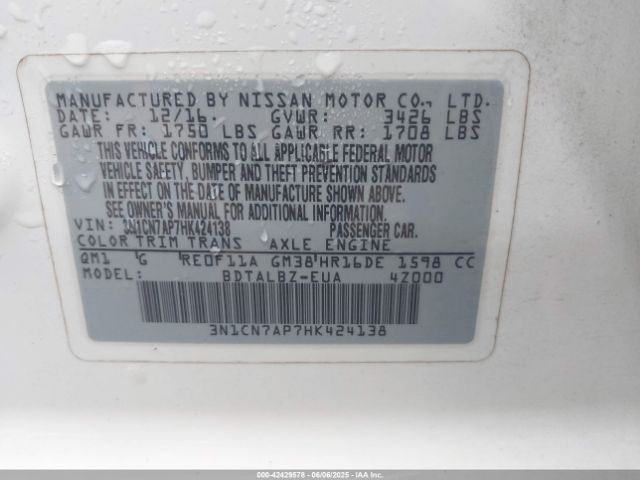 MANUFACTURED BY NISSAN MOTOR CO., LTD.
DATE: 12/16 GVWR: 3426 LBS
GAWR FR: 1750 LBS GAWR RR: 1708 LBS
THIS VEHICLE CONFORMS TO ALL APPLICABLE FEDERAL MOTOR
VEHICLE SAFETY, BUMPER AND THEFT PREVENTION STANDARDS
IN EFFECT ON THE DATE OF MANUFACTURE SHOWN ABOVE.
SEE OWNER'S MANUAL FOR ADDITIONAL INFORMATION.
VIN: 3N1CN7AP7HK424138 PASSENGER CAR.
COLOR TRIM TRANS AXLE ENGINE
QM1 G RE0F11A GM38 HR16DE 1598 CC
BDTALBZ-EUA 4Z000
3N1CN7AP7HK424138
000-42429578 - 06/06/2025 - IAA Inc.